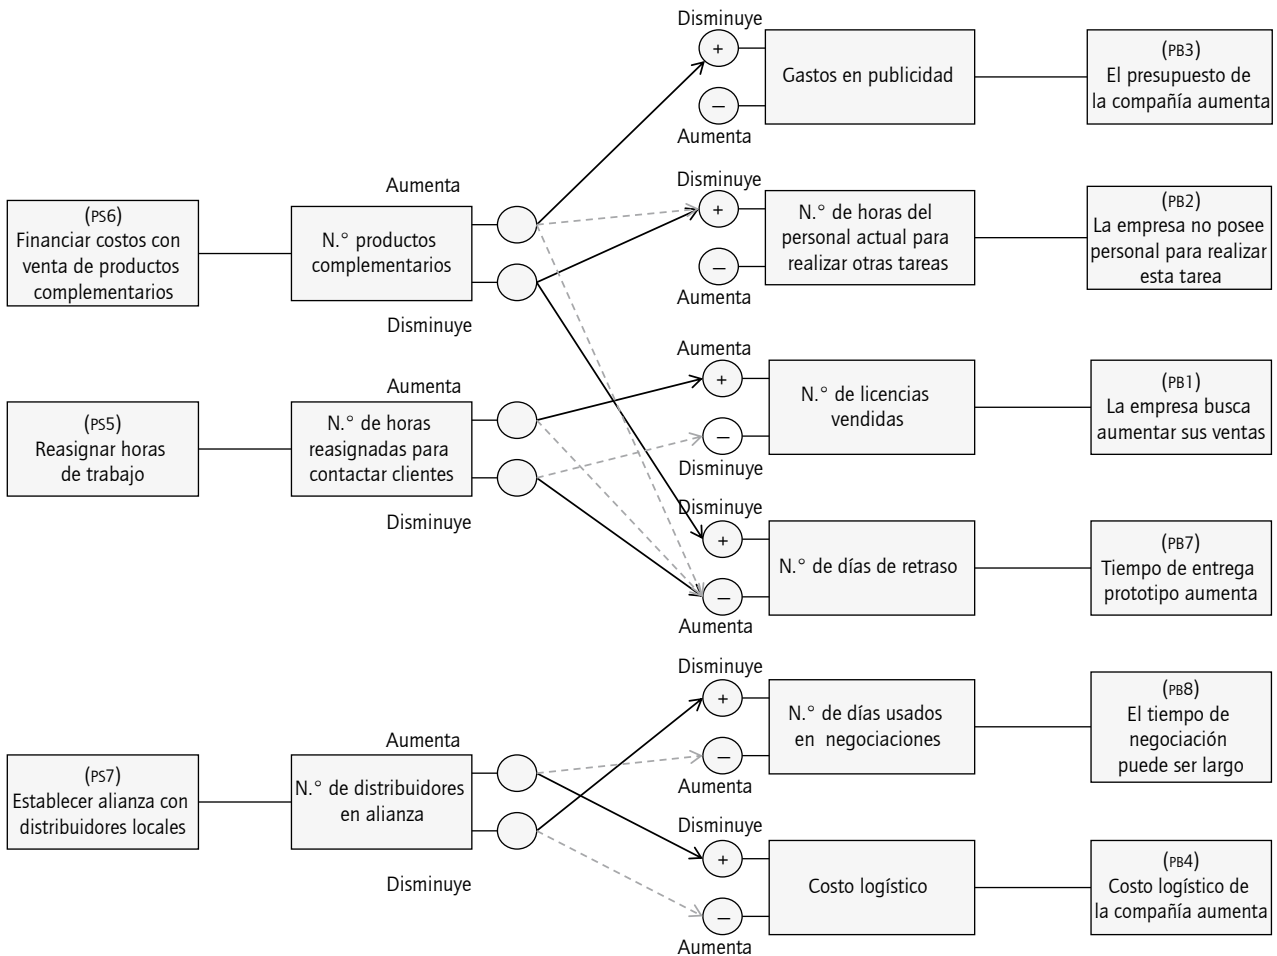 Disminuye
+
Gastos en publicidad
–
Aumenta
(PB3)
El presupuesto de
la compañía aumenta
Aumenta
(PS6)
Financiar costos con
venta de productos
complementarios
N.° productos
complementarios
Disminuye
Disminuye
+
N.° de horas del
personal actual para
realizar otras tareas
–
Aumenta
(PB2)
La empresa no posee
personal para realizar
esta tarea
Aumenta
(PS5)
Reasignar horas
de trabajo
N.° de horas
reasignadas para
contactar clientes
Disminuye
Aumenta
+
N.° de licencias
vendidas
–
Disminuye
(PB1)
La empresa busca
aumentar sus ventas
Disminuye
+
N.° de días de retraso
–
Aumenta
(PB7)
Tiempo de entrega
prototipo aumenta
Aumenta
(PS7)
Establecer alianza con
distribuidores locales
N.° de distribuidores
en alianza
Disminuye
Disminuye
+
N.° de días usados
en negociaciones
–
Aumenta
(PB8)
El tiempo de
negociación
puede ser largo
Disminuye
+
Costo logístico
–
Aumenta
(PB4)
Costo logístico de
la compañía aumenta